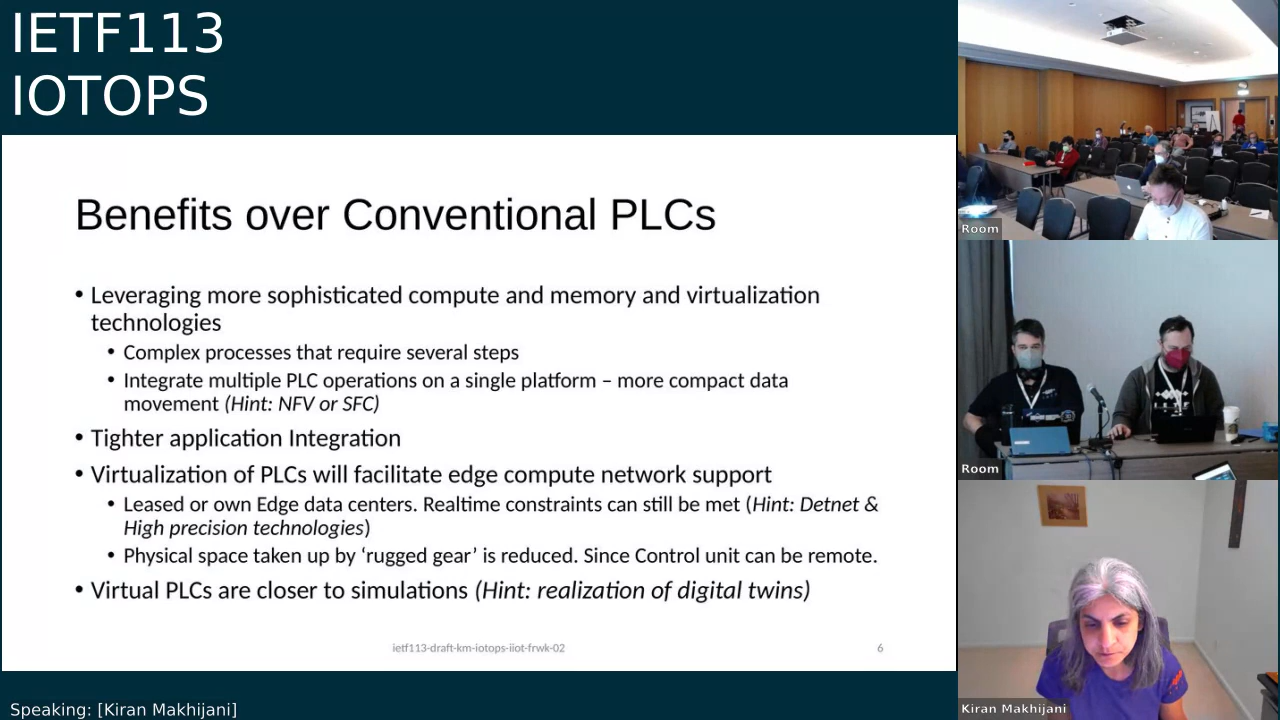 IETF113
IOTOPS
Benefits over Conventional PLCs
• Leveraging more sophisticated compute and memory and virtualization
technologies
• Complex processes that require several steps
• Integrate multiple PLC operations on a single platform – more compact data
movement (Hint: NFV or SFC)
• Tighter application Integration
• Virtualization of PLCs will facilitate edge compute network support
• Leased or own Edge data centers. Realtime constraints can still be met (Hint: Detnet &
High precision technologies)
• Physical space taken up by ‘rugged gear’ is reduced. Since Control unit can be remote.
• Virtual PLCs are closer to simulations (Hint: realization of digital twins)
ietf113-draft-km-iotops-iiot-frwk-02
6
Speaking: [Kiran Makhijani]
Room
Room
Kiran Makhijani